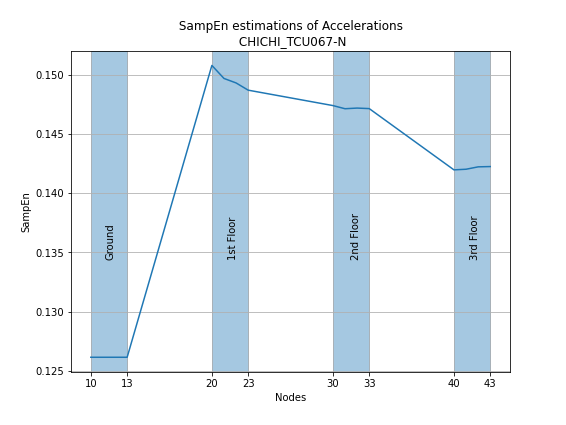 SampEn estimations of Accelerations
CHICHI_TCU067-N
0.150
0.145
0.140
0.135
0.130
0.125
SampEn
Ground
1st Floor
2nd Floor
3rd Floor
10 13 20 23 30 33 40 43
Nodes